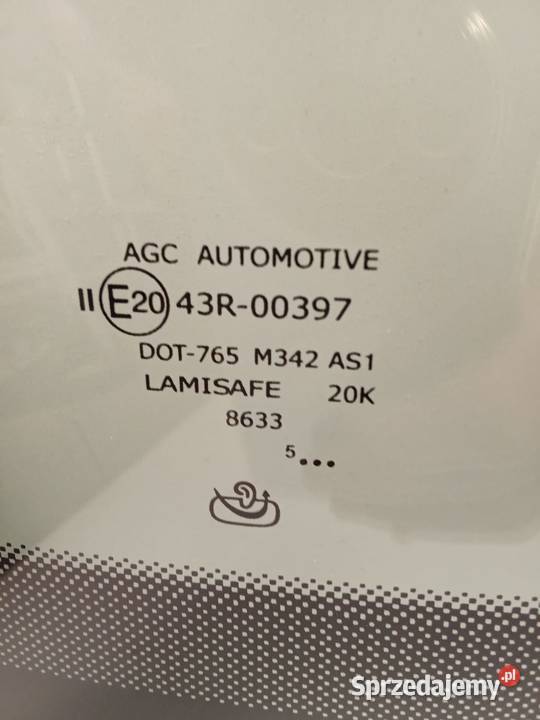 AGC AUTOMOTIVE
II E20 43R-00397
DOT-765 M342 AS1
LAMISAFE 20K
8633
5...
Sprzedajemy.pl